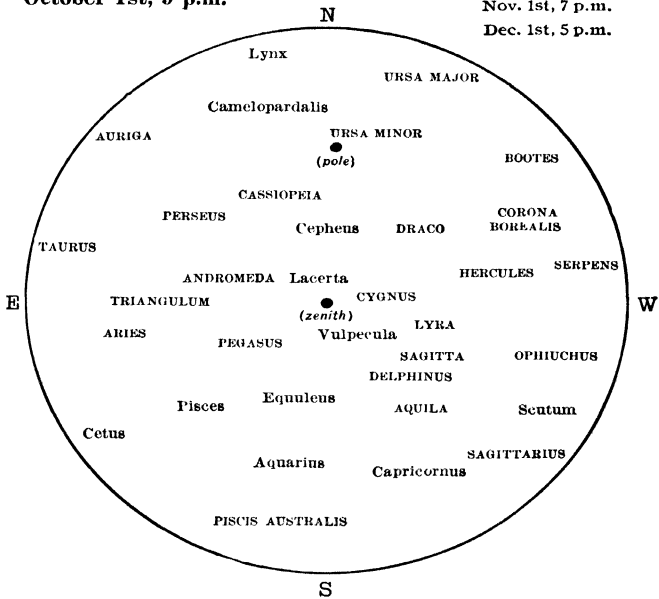 October 1st, 9 p.m.
Nov. 1st, 7 p.m.
Dec. 1st, 5 p.m.
N
Lynx
URSA MAJOR
Camelopardalis
AURIGA
URSA MINOR
(pole)
BOOTES
CASSIOPEIA
PERSEUS
CORONA
BOREALIS
Cepheus
DRACO
TAURUS
SERPENS
HERCULES
ANDROMEDA
Lacerta
E
TRIANGULUM
CYGNUS
W
(zenith)
ARIES
LYRA
Vulpecula
PEGASUS
SAGITTA
OPHIUCHUS
DELPHINUS
Equuleus
Pisces
AQUILA
Scutum
Cetus
SAGITTARIUS
Aquarius
Capricornus
PISCIS AUSTRALIS
S